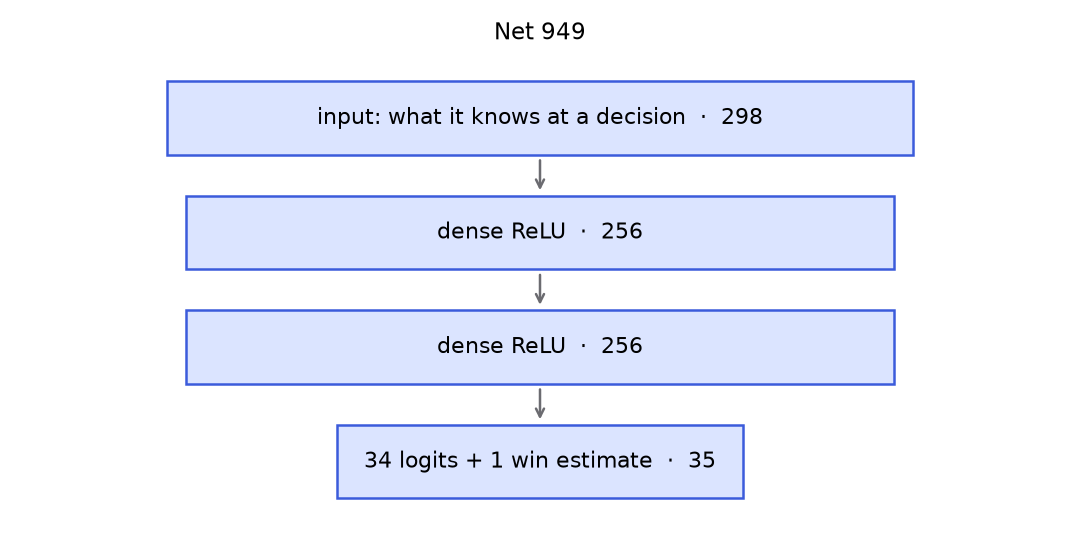 Net 949
input: what it knows at a decision · 298
dense ReLU · 256
dense ReLU · 256
34 logits + 1 win estimate · 35